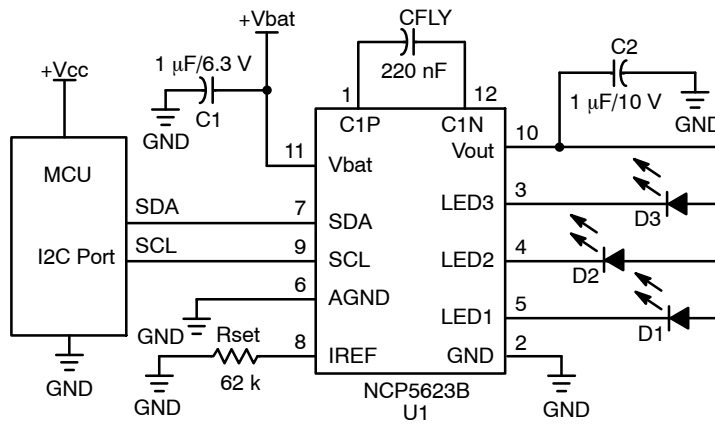 +Vbat
CFLY
C2
+Vcc
1 μF/6.3 V
220 nF
1 μF/10 V
1
12
C1
GND
GND
C1P
C1N
10
Vout
11
Vbat
MCU
SDA
7
SDA
LED3
3
D3
I2C Port
SCL
9
SCL
LED2
4
D2
6
AGND
GND
LED1
5
D1
Rset
8
IREF
GND
2
GND
62 k
GND
GND
NCP5623B
U1